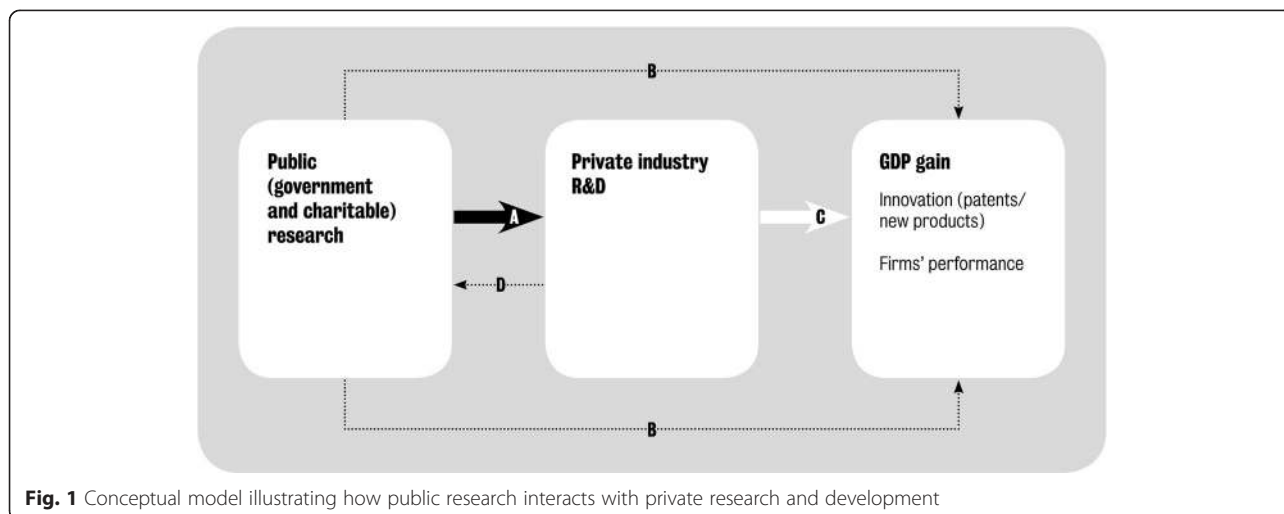 B
Public
(government
and charitable)
research
Private industry
R&D
GDP gain
Innovation (patents/
new products)
Firms' performance
A
C
D
B
Fig. 1 Conceptual model illustrating how public research interacts with private research and development